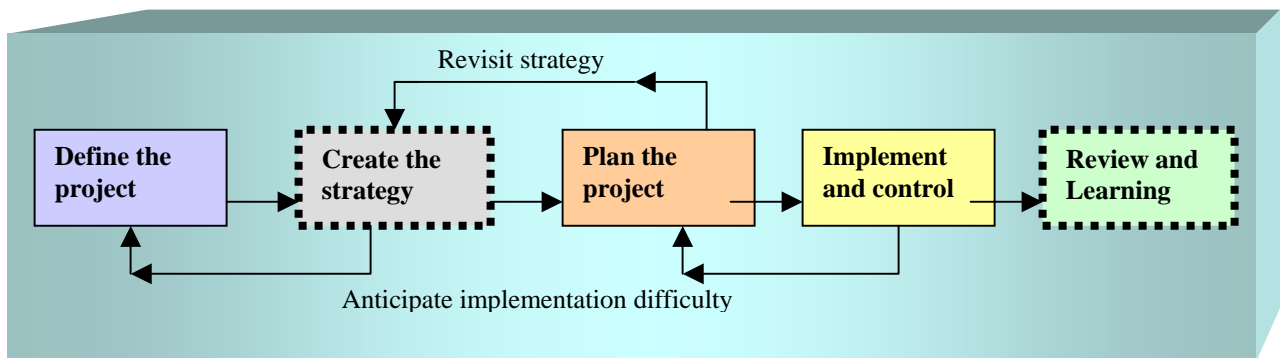 Revisit strategy
Define the
project
Create the
strategy
Plan the
project
Implement
and control
Review and
Learning
Anticipate implementation difficulty